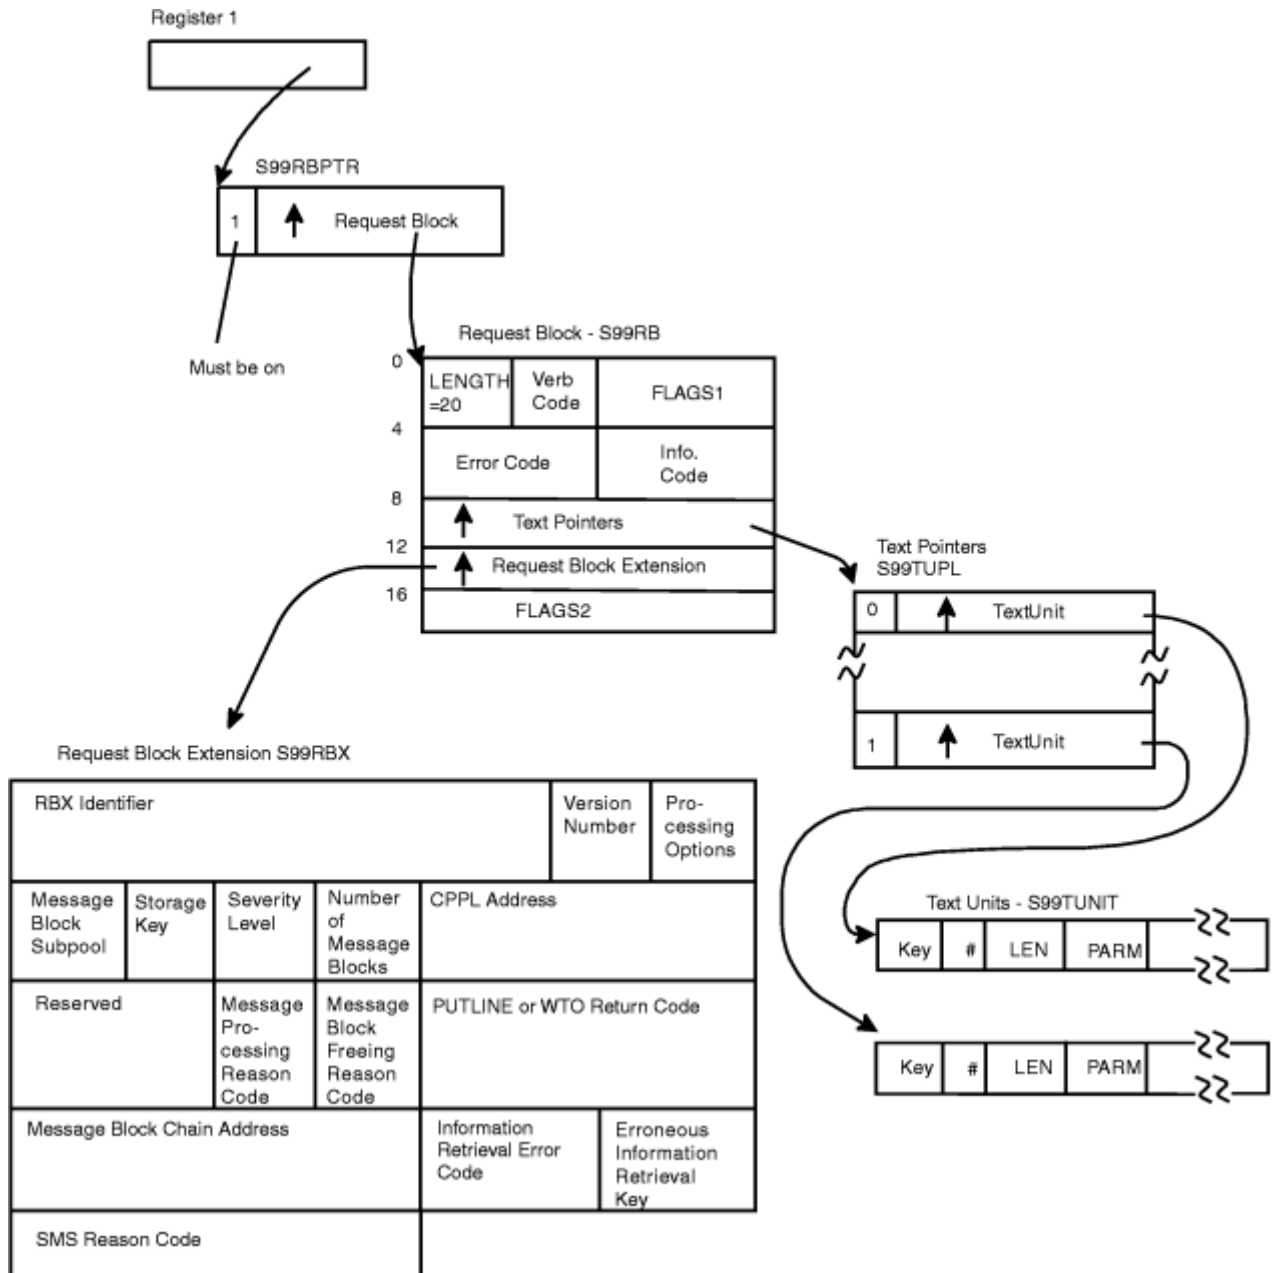 Register 1
S99RBPTR
1
Request Block
Must be on
Request Block - S99RB
0
LENGTH
=20
Verb
Code
FLAGS1
4
Error Code
Info.
Code
8
Text Pointers
12
Request Block Extension
16
FLAGS2
Text Pointers
S99TUPL
0
TextUnit
1
TextUnit
Request Block Extension S99RBX
RBX Identifier
Version
Number
Pro-
cessing
Options
Message
Block
Subpool
Storage
Key
Severity
Level
Number
of
Message
Blocks
CPPL Address
Reserved
Message
Pro-
cessing
Reason
Code
Message
Block
Freeing
Reason
Code
PUTLINE or WTO Return Code
Message Block Chain Address
Information
Retrieval Error
Code
Erroneous
Information
Retrieval
Key
SMS Reason Code
Text Units - S99TUNIT
Key
#
LEN
PARM
Key
#
LEN
PARM